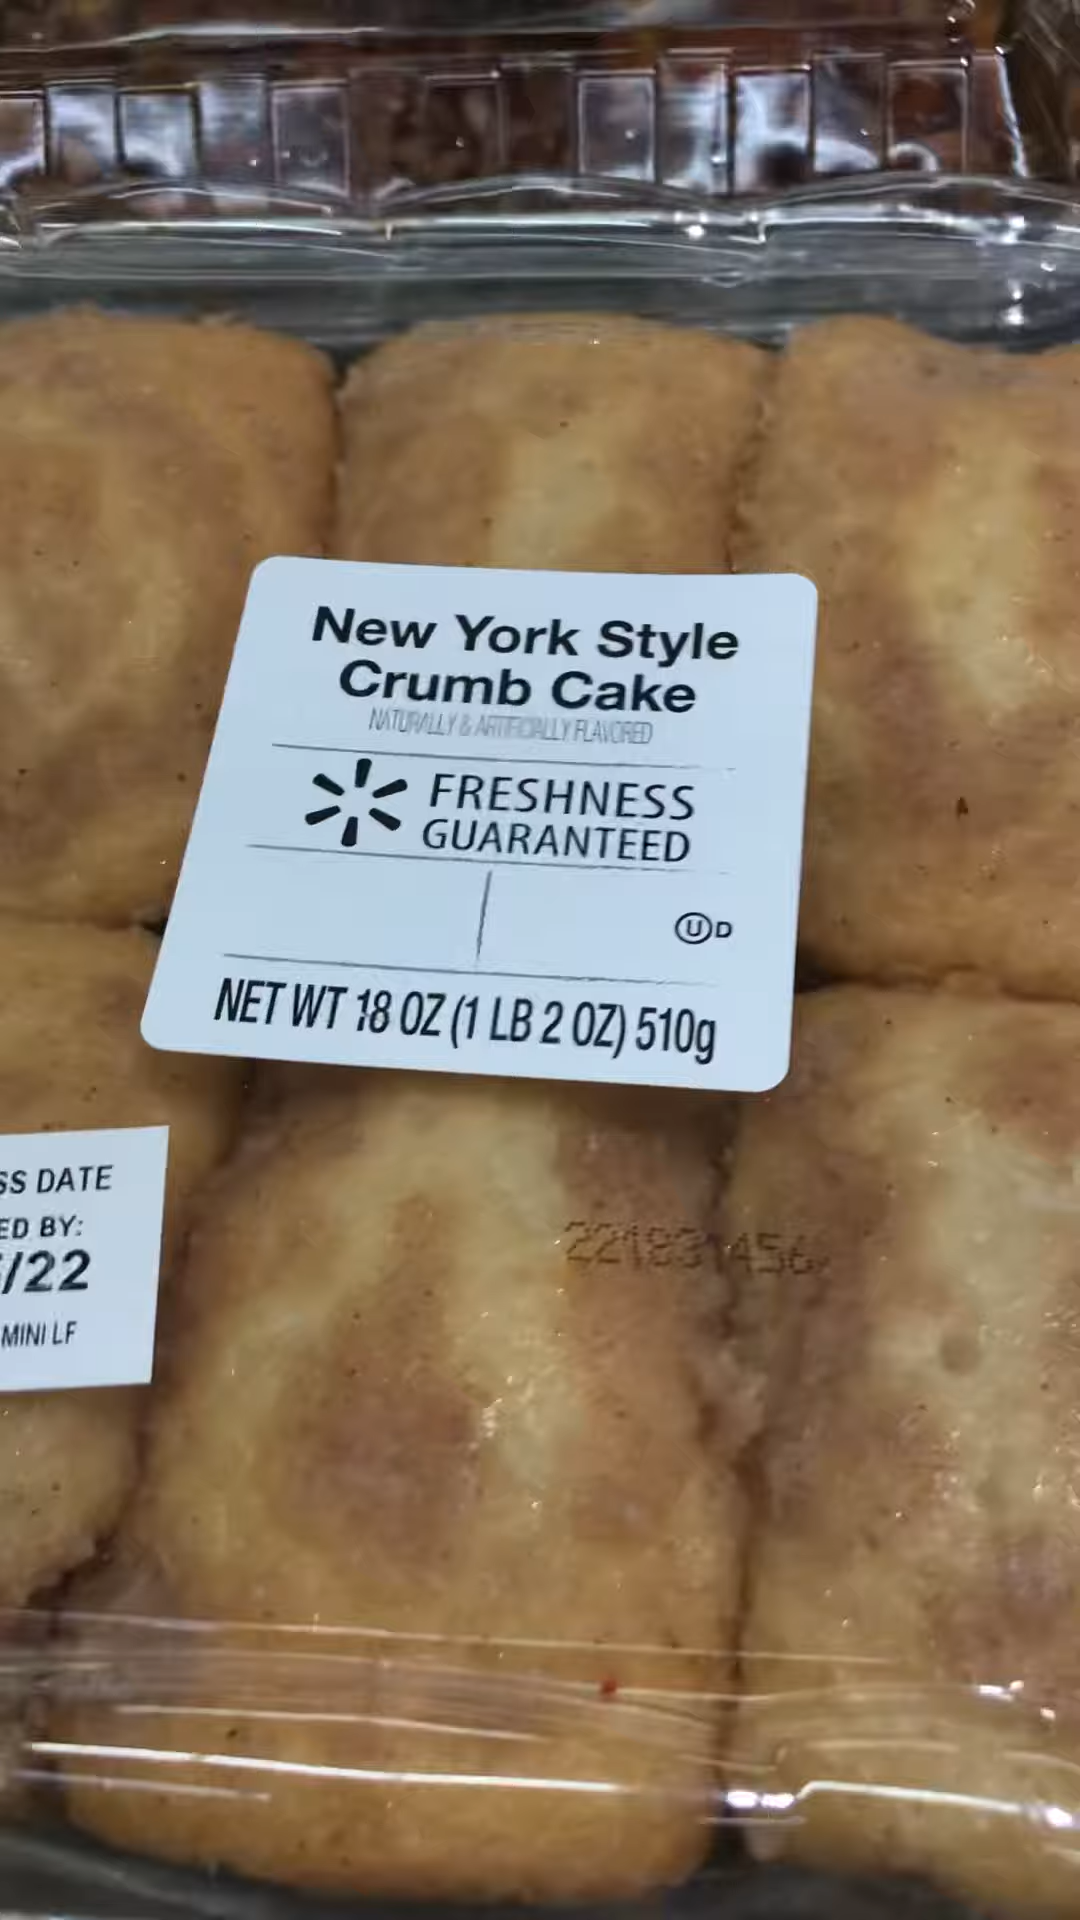 New York Style
Crumb Cake
NATURALLY & ARTIFICIALLY FLAVORED
FRESHNESS
GUARANTEED
U D
NET WT 18 OZ (1 LB 2 OZ) 510g
SS DATE
ED BY:
/22
MINI LF
221831456